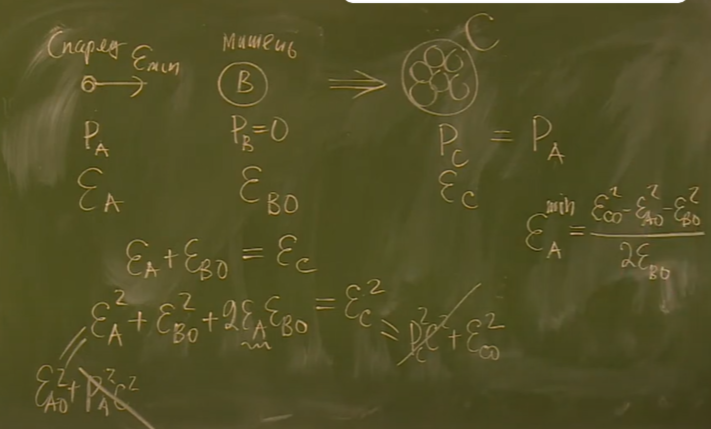 Снаряд ℰmin Мишень C
B ⇒
P_A P_B=0 P_C = P_A
ℰ_A ℰ_B0 ℰ_C
ℰ_A^min = (ℰ_C0^2 - ℰ_A0^2 - ℰ_B0^2) / 2ℰ_B0
ℰ_A + ℰ_B0 = ℰ_C
ℰ_A^2 + ℰ_B0^2 + 2ℰ_A ℰ_B0 = ℰ_C^2 = P_C^2 C^2 + ℰ_C0^2
ℰ_A0^2 + P_A^2 C^2